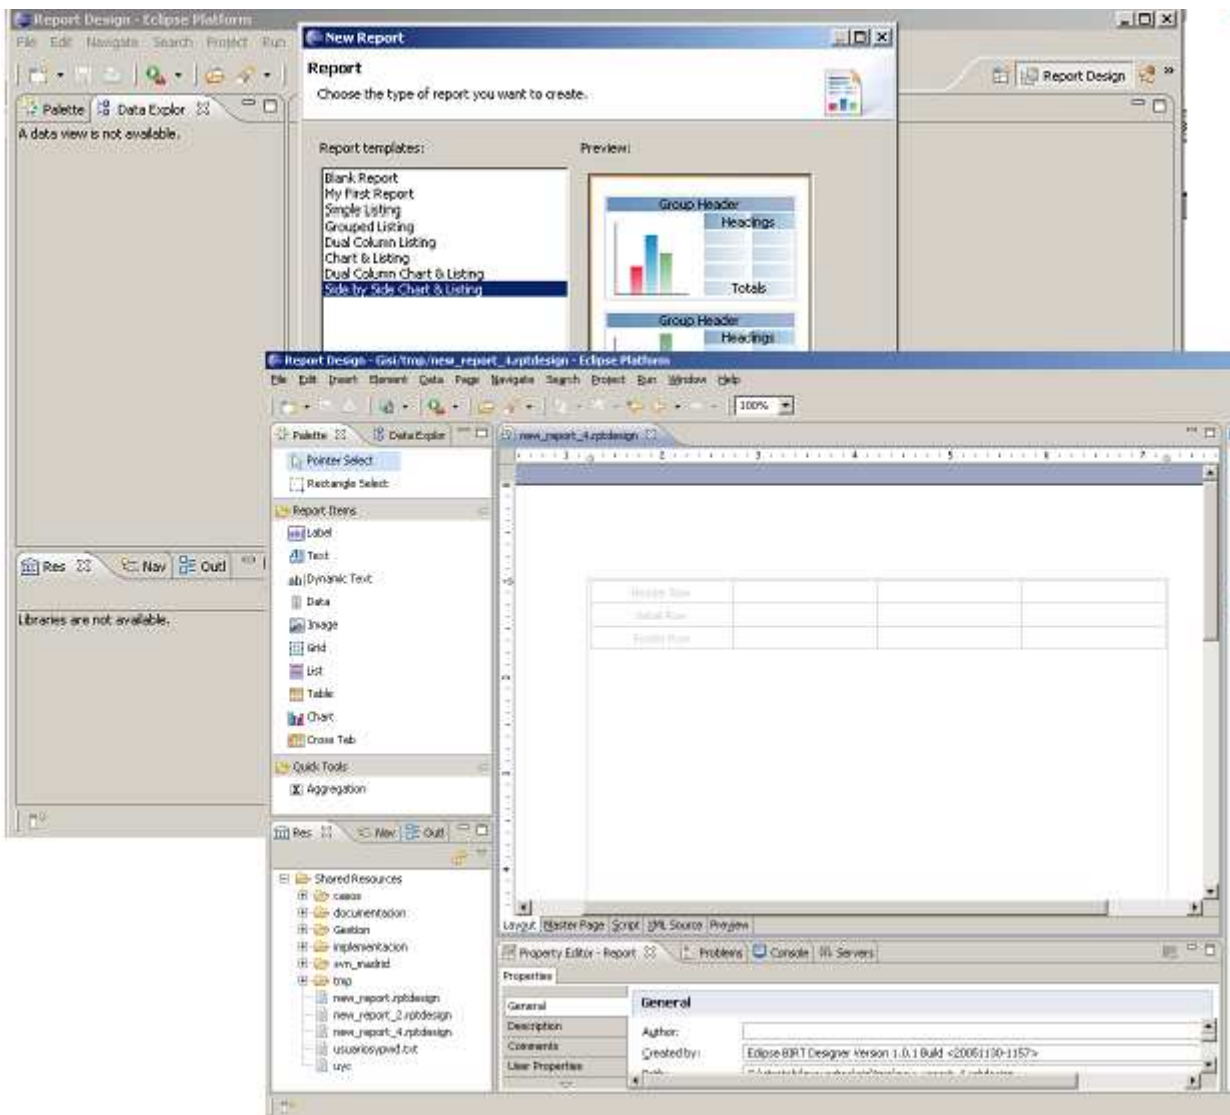 Report Design - Eclipse Platform
File Edit Navigate Search Project Run
Report Design
Palette Data Explor
A data view is not available.
Res Nav Outl
Libraries are not available.
New Report
Report
Choose the type of report you want to create.
Report templates:
Preview:
Blank Report
My First Report
Simple Listing
Grouped Listing
Dual Column Listing
Chart & Listing
Dual Column Chart & Listing
Side by Side Chart & Listing
Group Header
Headings
Totals
Group Header
Headings
Report Design - Gisi/tmp/new_report_4.rptdesign - Eclipse Platform
File Edit Insert Element Data Page Navigate Search Project Run Window Help
100%
Palette Data Explor
new_report_4.rptdesign
1 2 3 4 5 6 7
Pointer Select
Rectangle Select
Report Items
Label
Text
Dynamic Text
Data
Image
Grid
List
Table
Chart
Cross Tab
Quick Tools
Aggregation
Header Row
Detail Row
Footer Row
Layout Master Page Script XML Source Preview
Res Nav Outl
Shared Resources
casos
documentacion
Gestion
implementacion
svn_madrid
tmp
new_report.rptdesign
new_report_2.rptdesign
new_report_4.rptdesign
usuariosypwd.txt
uyc
Property Editor - Report Problems Console Servers
Properties
General
Description
Comments
User Properties
General
Author:
Created by:
Eclipse BIRT Designer Version 1.0.1 Build <20051130-1157>